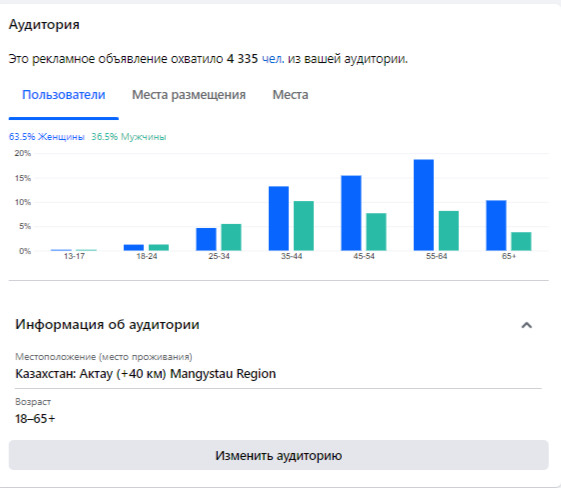 Аудитория
Это рекламное объявление охватило 4 335 чел. из вашей аудитории.
Пользователи Места размещения Места
63.5% Женщины 36.5% Мужчины
20%
15%
10%
5%
0%
13-17 18-24 25-34 35-44 45-54 55-64 65+
Информация об аудитории
Местоположение (место проживания)
Казахстан: Актау (+40 км) Mangystau Region
Возраст
18–65+
Изменить аудиторию